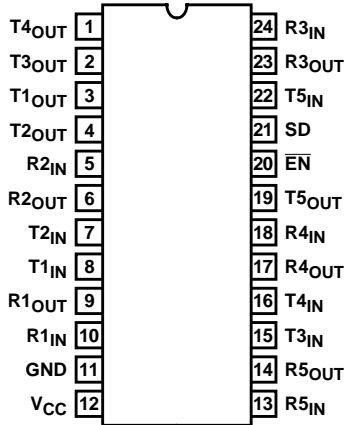 T4OUT 1 24 R3IN
T3OUT 2 23 R3OUT
T1OUT 3 22 T5IN
T2OUT 4 21 SD
R2IN 5 20 E̅N̅
R2OUT 6 19 T5OUT
T2IN 7 18 R4IN
T1IN 8 17 R4OUT
R1OUT 9 16 T4IN
R1IN 10 15 T3IN
GND 11 14 R5OUT
VCC 12 13 R5IN